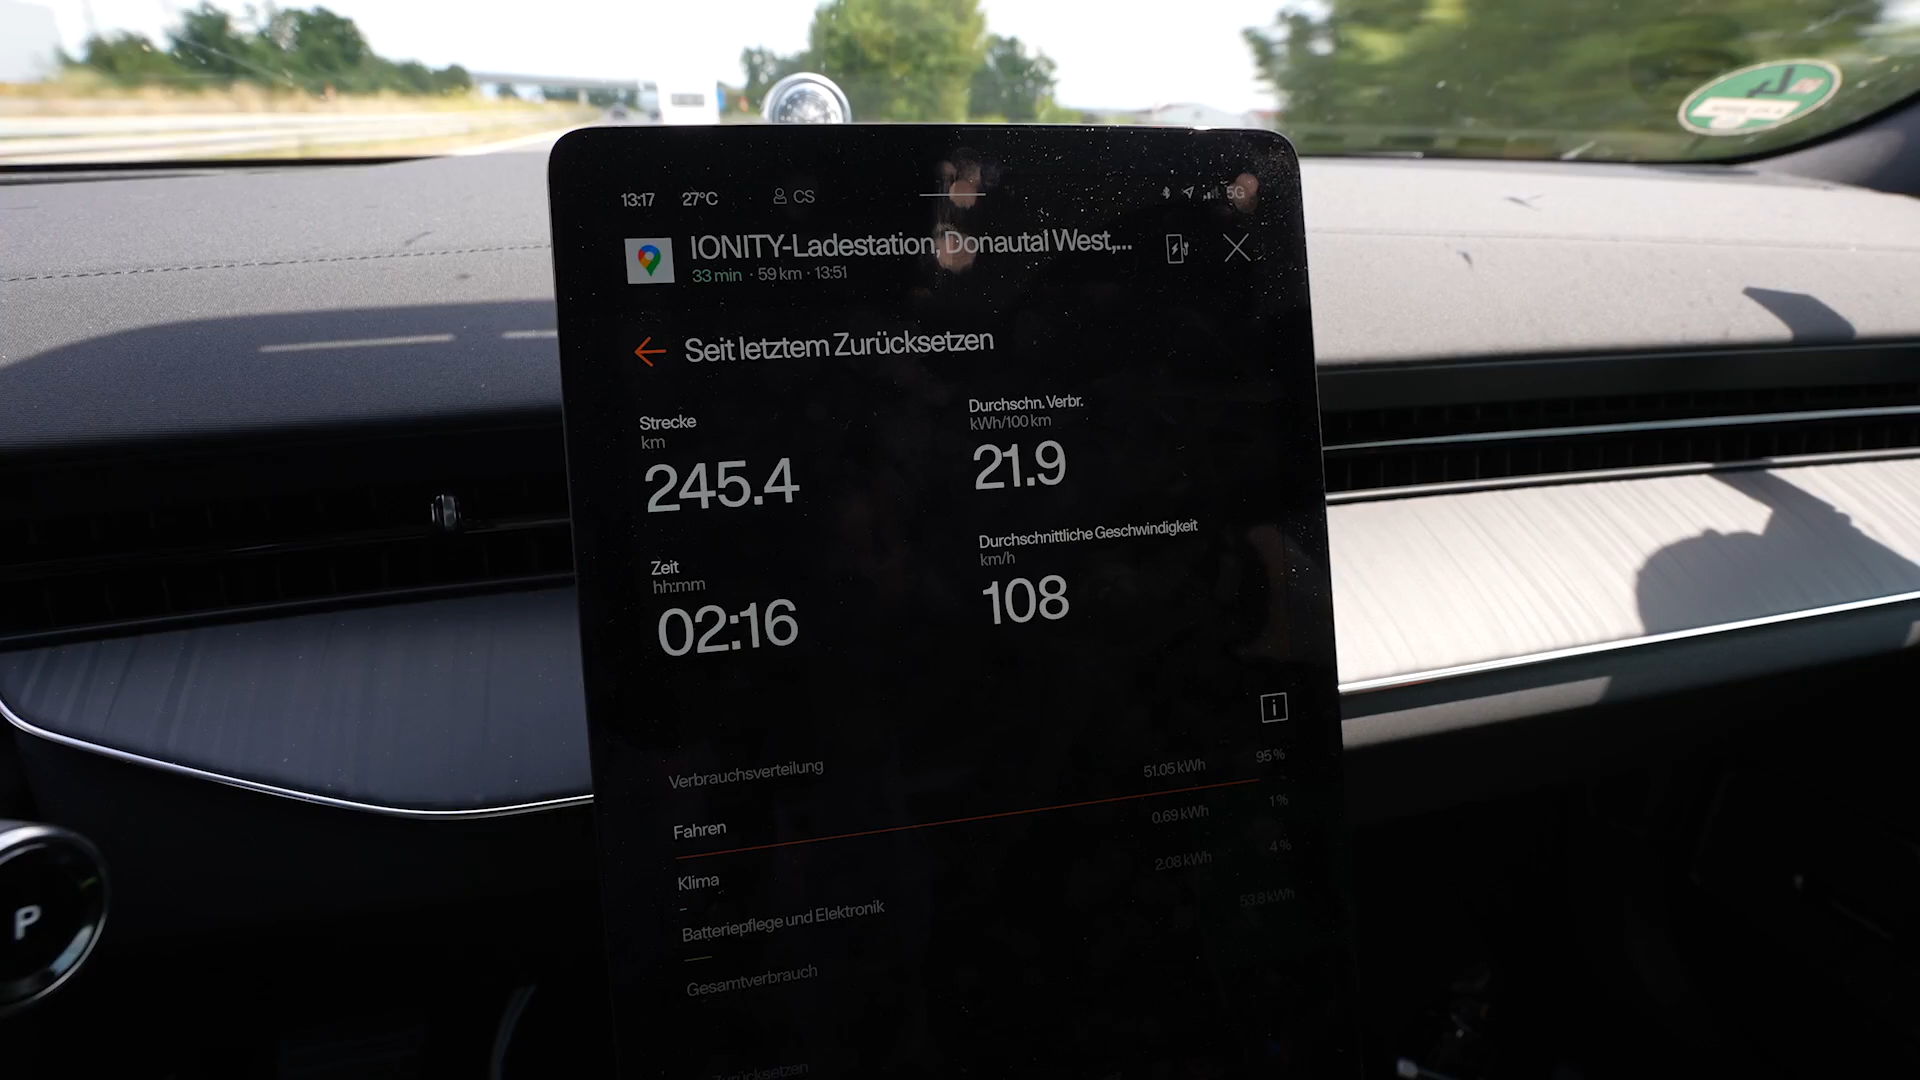 13:17 27°C CS 5G
IONITY-Ladestation, Donautal West,...
33 min · 59 km · 13:51
Seit letztem Zurücksetzen
Strecke
km
245.4
Durchschn. Verbr.
kWh/100 km
21.9
Zeit
hh:mm
02:16
Durchschnittliche Geschwindigkeit
km/h
108
Verbrauchsverteilung
Fahren 51.05 kWh 95 %
Klima 0.69 kWh 1 %
Batteriepflege und Elektronik 2.08 kWh 4 %
Gesamtverbrauch 53.8 kWh
Zurücksetzen
P